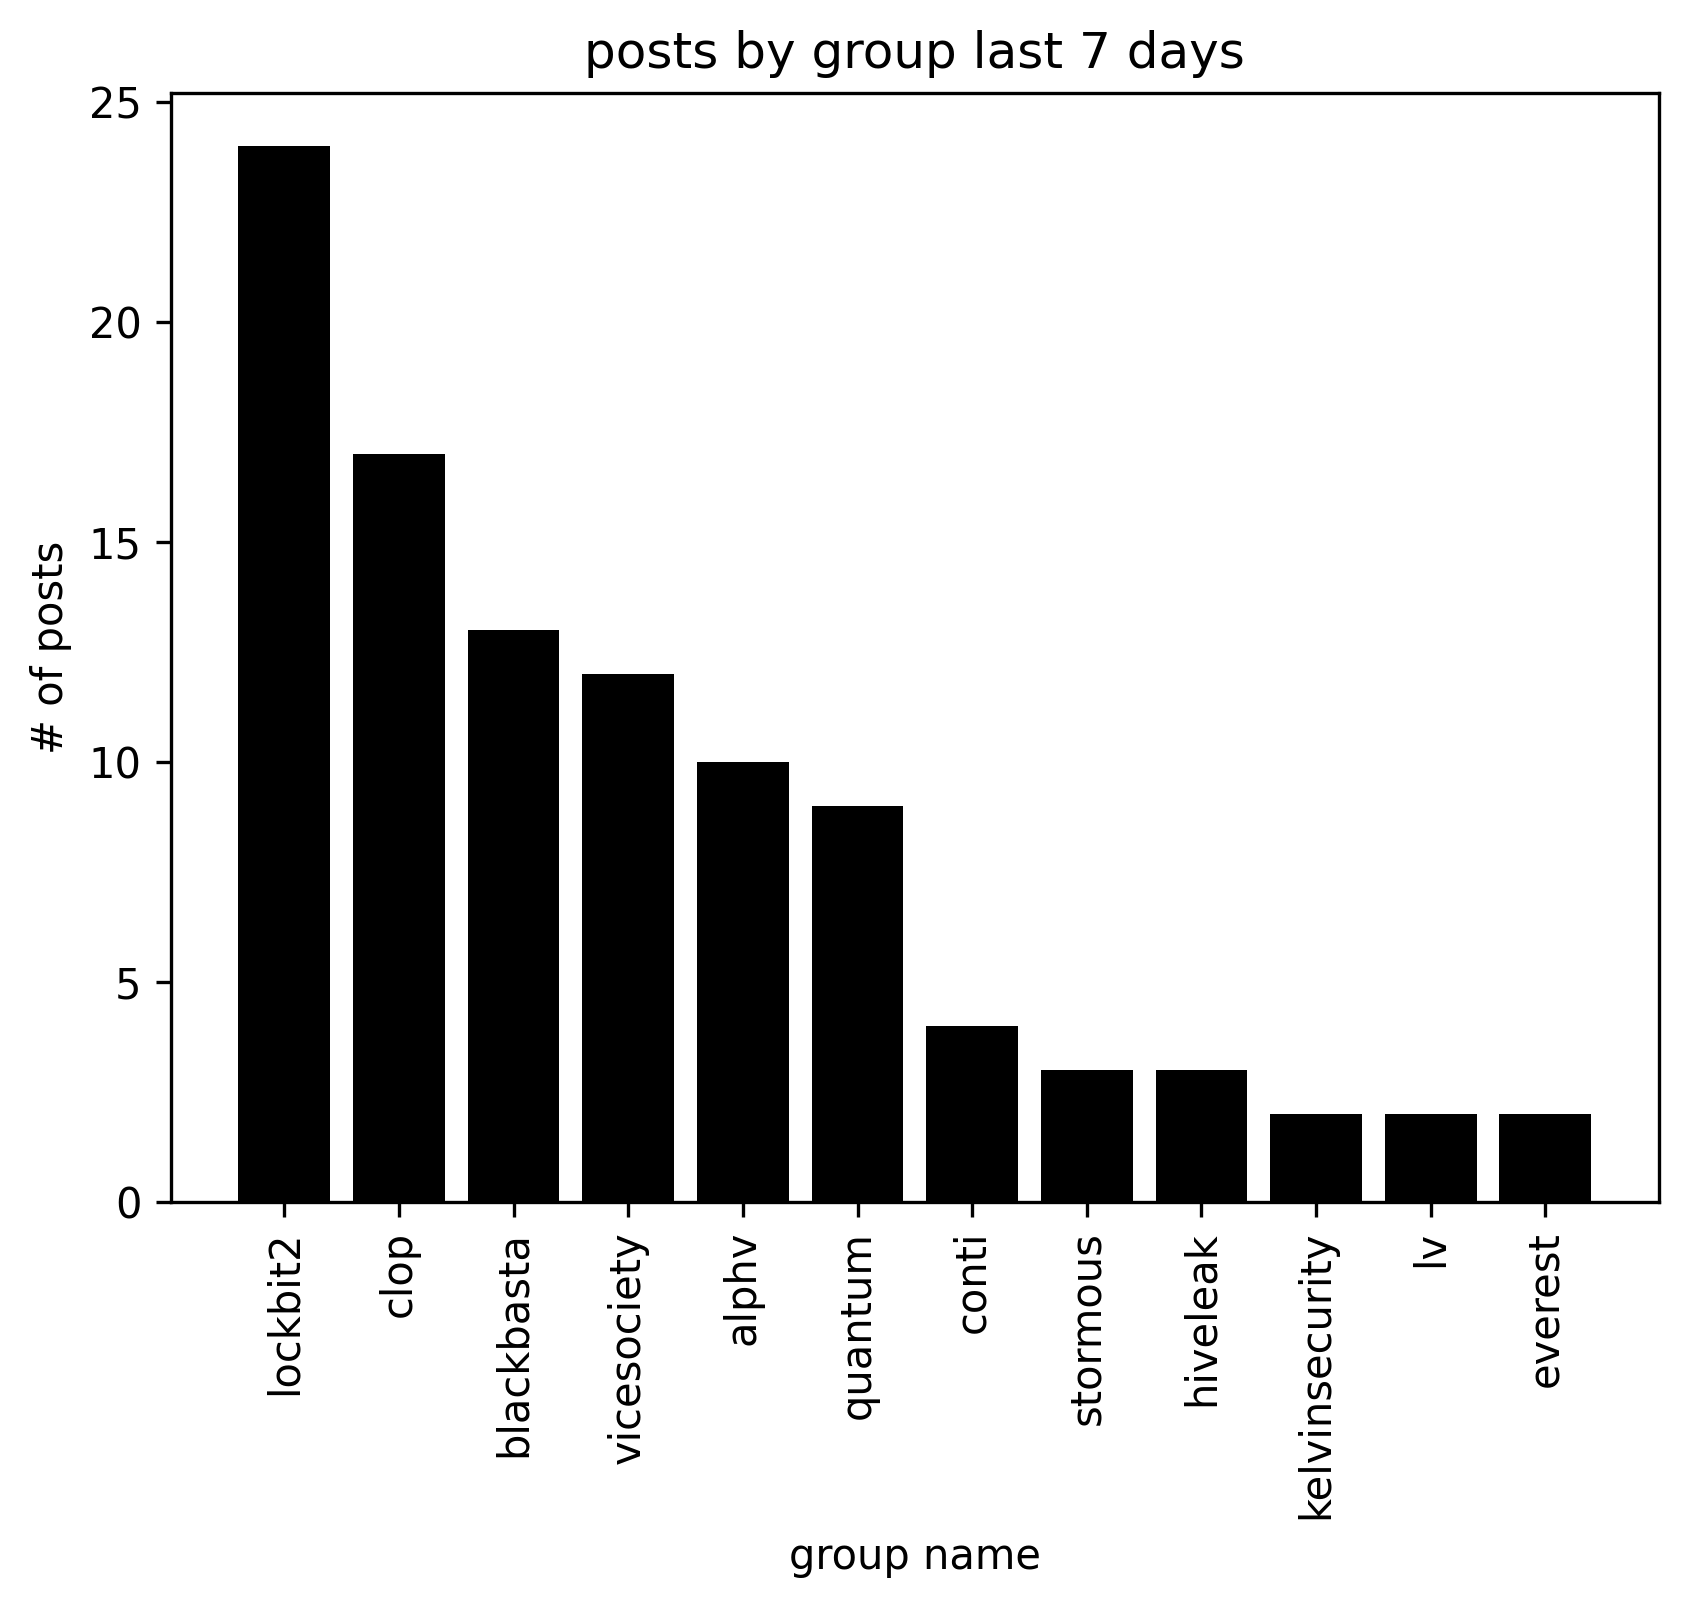 posts by group last 7 days
25
20
15
10
5
0
# of posts
lockbit2
clop
blackbasta
vicesociety
alphv
quantum
conti
stormous
hiveleak
kelvinsecurity
lv
everest
group name